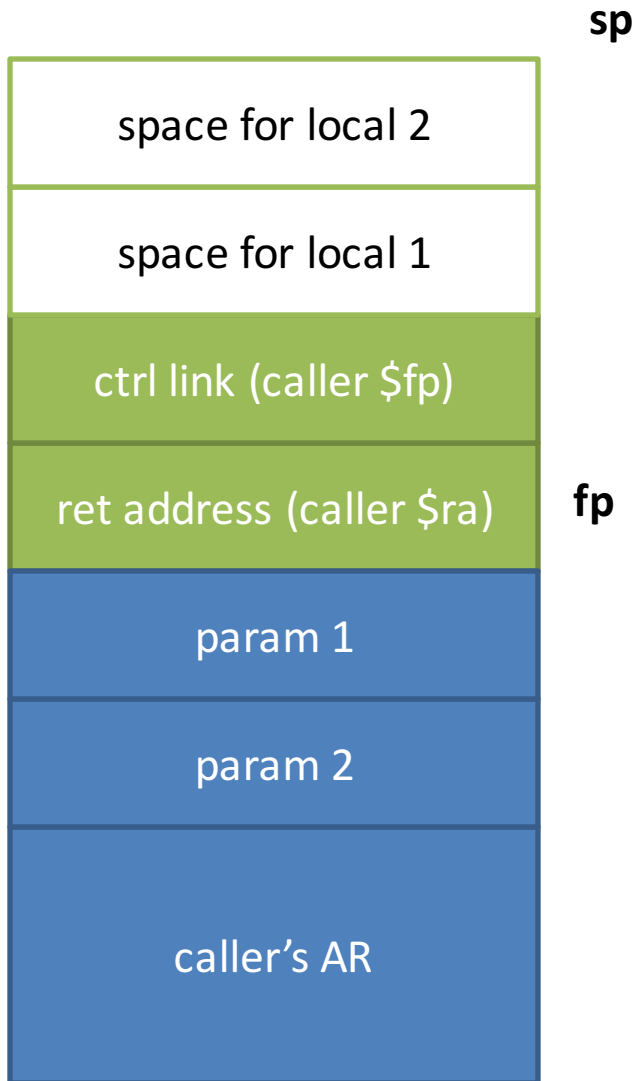 sp
space for local 2
space for local 1
ctrl link (caller $fp)
ret address (caller $ra)
fp
param 1
param 2
caller’s AR